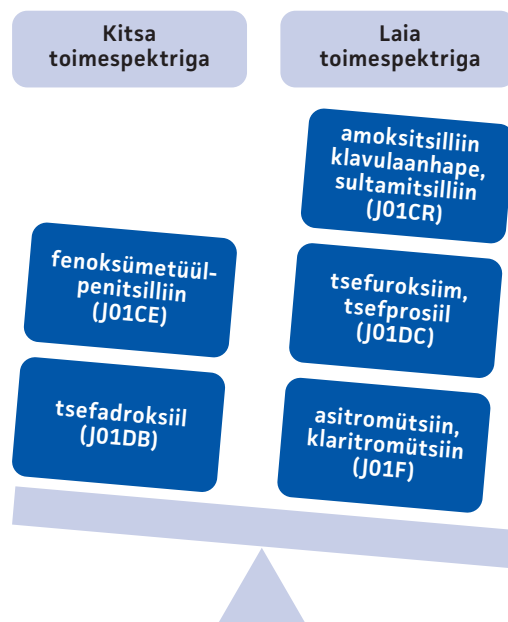 Kitsa
toimespektriga
Laia
toimespektriga
fenoksümetüül-
penitsilliin
(J01CE)
tsefadroksiil
(J01DB)
amoksitsilliin
klavulaanhape,
sultamitsilliin
(J01CR)
tsefuroksiim,
tsefprosiil
(J01DC)
asitromütsiin,
klaritromütsiin
(J01F)